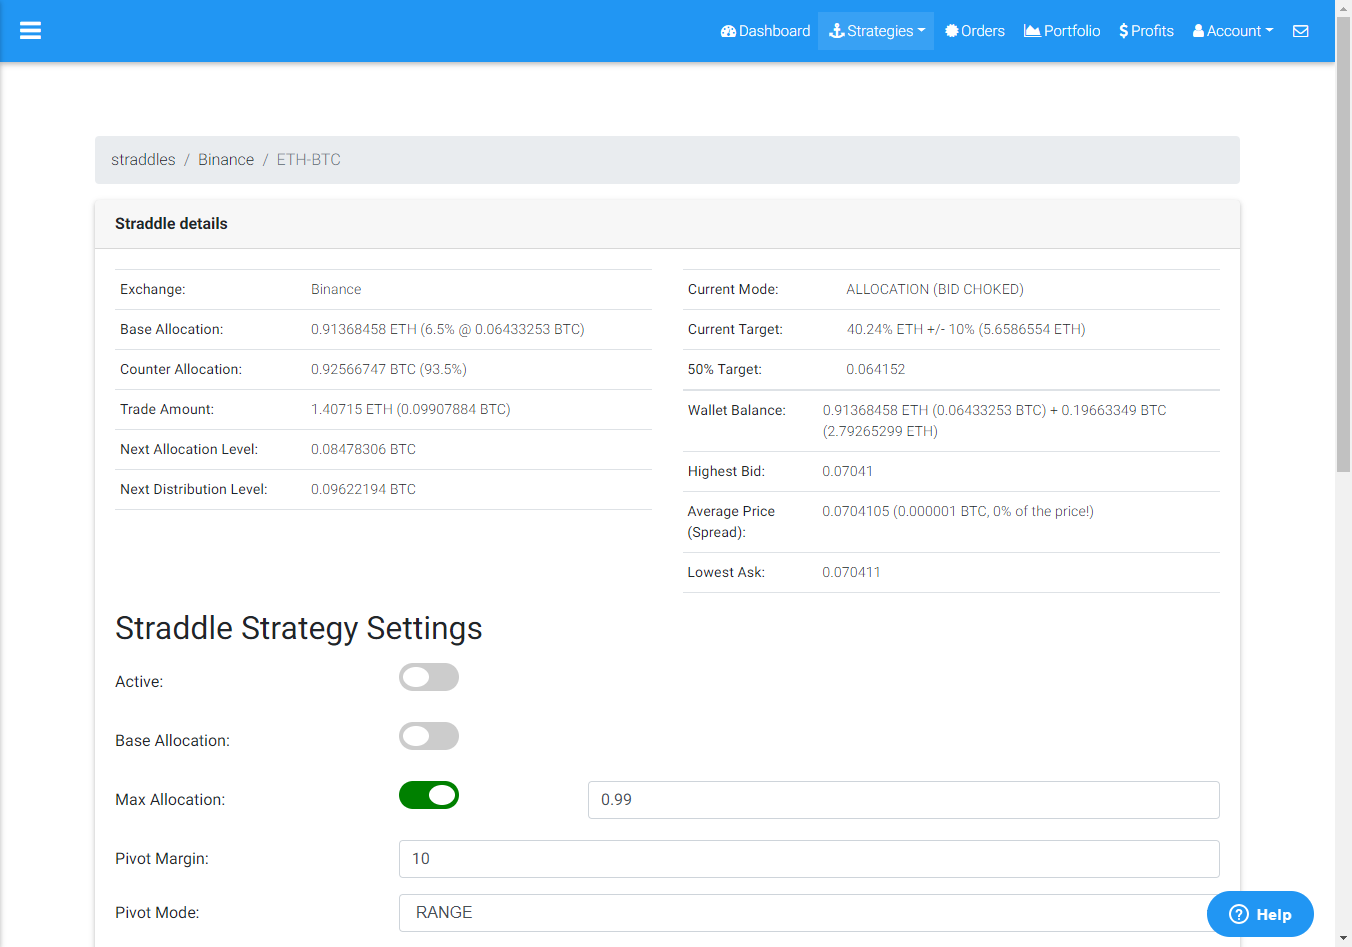 Dashboard Strategies Orders Portfolio Profits Account
straddles / Binance / ETH-BTC
Straddle details
Exchange: Binance
Base Allocation: 0.91368458 ETH (6.5% @ 0.06433253 BTC)
Counter Allocation: 0.92566747 BTC (93.5%)
Trade Amount: 1.40715 ETH (0.09907884 BTC)
Next Allocation Level: 0.08478306 BTC
Next Distribution Level: 0.09622194 BTC
Current Mode: ALLOCATION (BID CHOKED)
Current Target: 40.24% ETH +/- 10% (5.6586554 ETH)
50% Target: 0.064152
Wallet Balance: 0.91368458 ETH (0.06433253 BTC) + 0.19663349 BTC
(2.79265299 ETH)
Highest Bid: 0.07041
Average Price 0.0704105 (0.000001 BTC, 0% of the price!)
(Spread):
Lowest Ask: 0.070411
Straddle Strategy Settings
Active:
Base Allocation:
Max Allocation: 0.99
Pivot Margin: 10
Pivot Mode: RANGE
Help